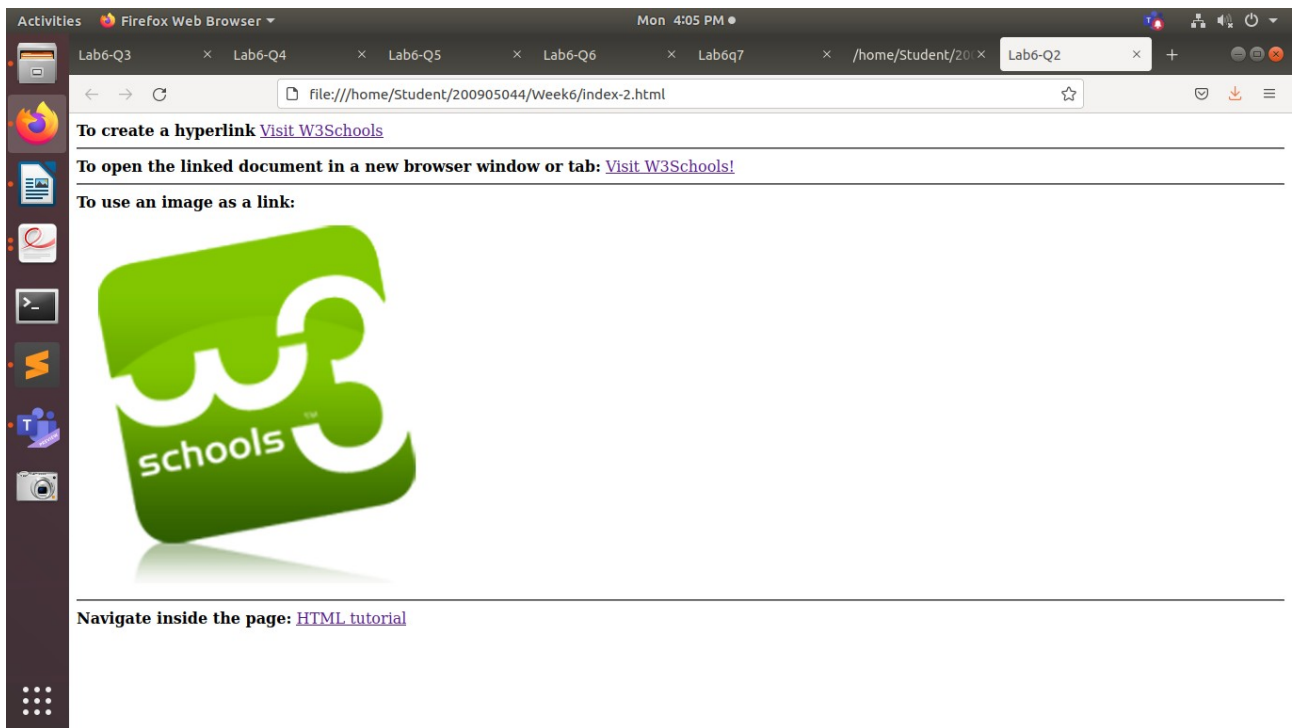 Activities Firefox Web Browser Mon 4:05 PM
Lab6-Q3 Lab6-Q4 Lab6-Q5 Lab6-Q6 Lab6q7 /home/Student/20 Lab6-Q2
file:///home/Student/200905044/Week6/index-2.html
To create a hyperlink Visit W3Schools
To open the linked document in a new browser window or tab: Visit W3Schools!
To use an image as a link:
w3
schools ™
Navigate inside the page: HTML tutorial